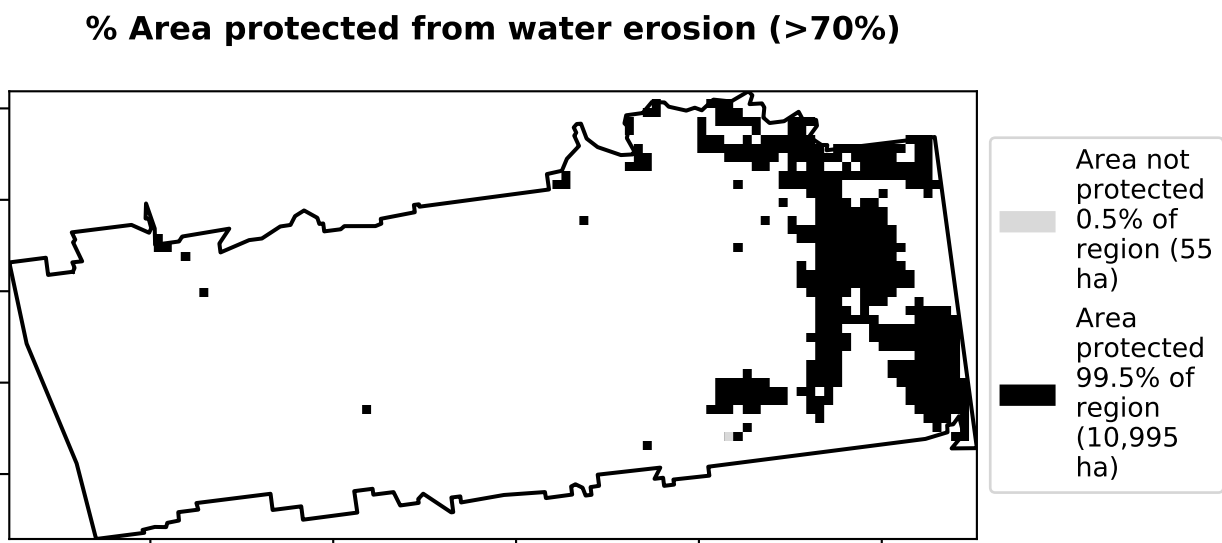 % Area protected from water erosion (>70%)
Area not
protected
0.5% of
region (55
ha)
Area
protected
99.5% of
region
(10,995
ha)